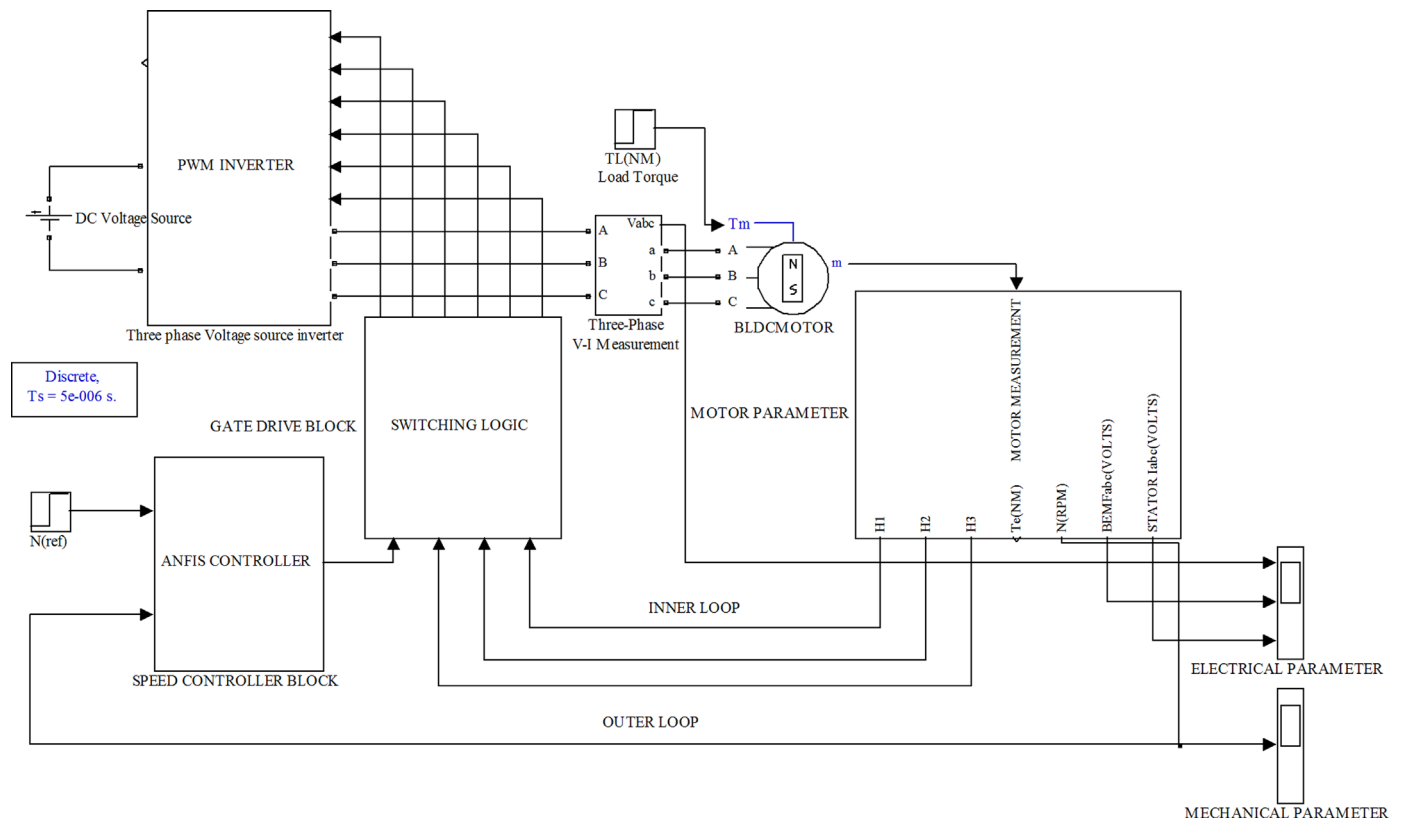 PWM INVERTER
DC Voltage Source
Three phase Voltage source inverter
TL(NM)
Load Torque
Vabc
A
a
B
b
C
c
Three-Phase
V-I Measurement
Tm
A
B
C
N
S
m
BLDCMOTOR
Discrete,
Ts = 5e-006 s.
GATE DRIVE BLOCK
SWITCHING LOGIC
MOTOR PARAMETER
MOTOR MEASUREMENT
H1
H2
H3
Te(NM)
N(RPM)
BEMFabc(VOLTS)
STATOR Iabc(VOLTS)
N(ref)
ANFIS CONTROLLER
SPEED CONTROLLER BLOCK
INNER LOOP
OUTER LOOP
ELECTRICAL PARAMETER
MECHANICAL PARAMETER